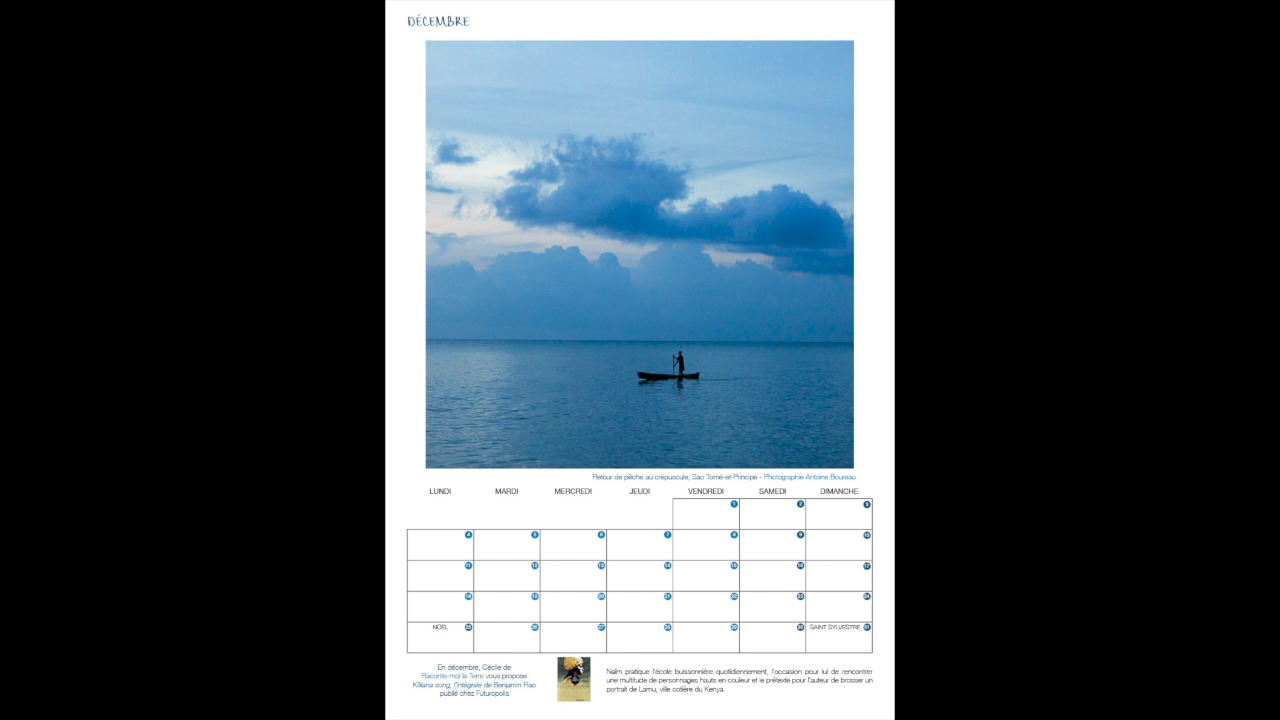 DÉCEMBRE
Retour de pêche au crépuscule, Sao Tomé-et-Principe - Photographie Antoine Boureau
LUNDI MARDI MERCREDI JEUDI VENDREDI SAMEDI DIMANCHE
1 2 3
4 5 6 7 8 9 10
11 12 13 14 15 16 17
18 19 20 21 22 23 24
NOËL 25 26 27 28 29 30 SAINT SYLVESTRE 31
En décembre, Cécile de
Raconte-moi la Terre vous propose
Kililana song, l'intégrale de Benjamin Flao
publié chez Futuropolis
Naïm pratique l'école buissonnière quotidiennement, l'occasion pour lui de rencontrer
une multitude de personnages hauts en couleur et le prétexte pour l'auteur de brosser un
portrait de Lamu, ville cotière du Kenya.